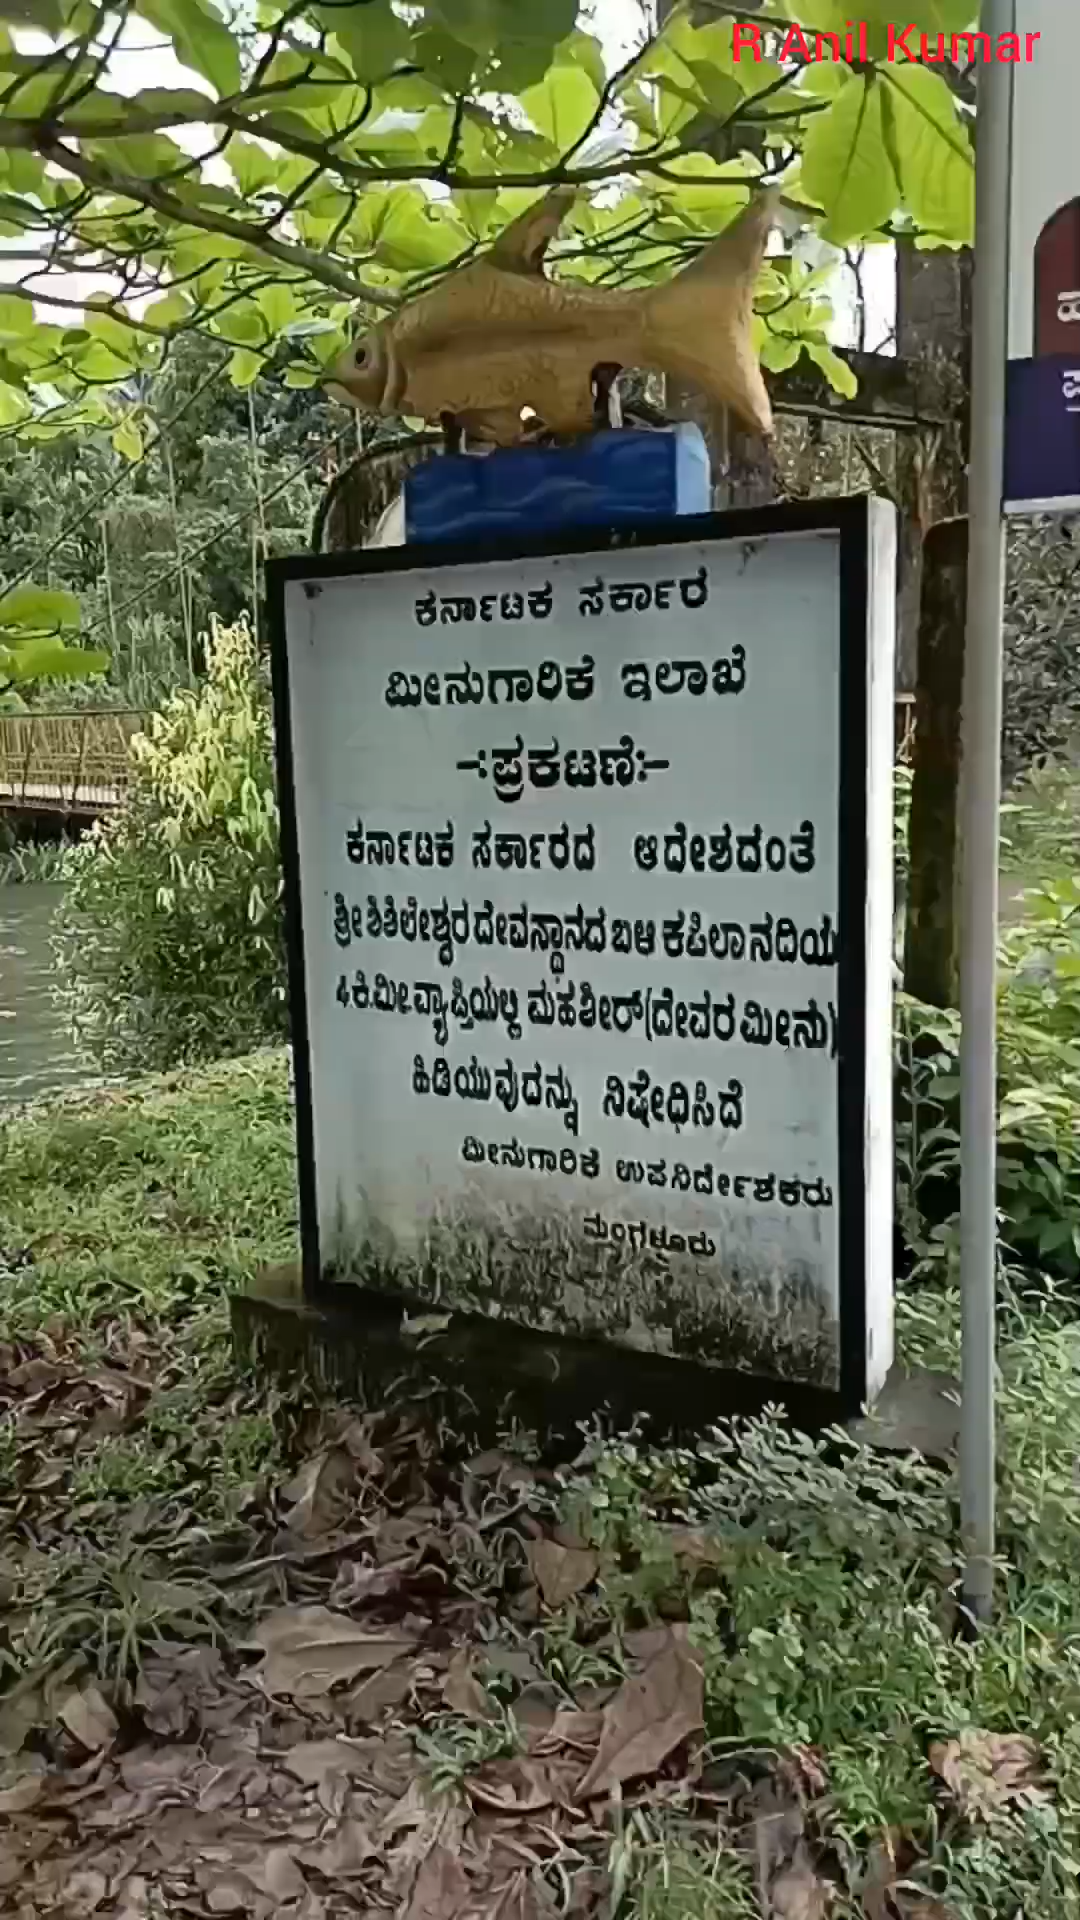 R Anil Kumar
ಕರ್ನಾಟಕ ಸರ್ಕಾರ
ಮೀನುಗಾರಿಕೆ ಇಲಾಖೆ
-:ಪ್ರಕಟಣೆ:-
ಕರ್ನಾಟಕ ಸರ್ಕಾರದ ಆದೇಶದಂತೆ
ಶ್ರೀ ಶಿಶಿಲೇಶ್ವರ ದೇವಸ್ಥಾನದ ಬಳಿ ಕಪಿಲಾ ನದಿಯ
4 ಕಿ.ಮೀ ವ್ಯಾಪ್ತಿಯಲ್ಲಿ ಮಹಶೀರ್ (ದೇವರ ಮೀನು)
ಹಿಡಿಯುವುದನ್ನು ನಿಷೇಧಿಸಿದೆ
ಮೀನುಗಾರಿಕೆ ಉಪನಿರ್ದೇಶಕರು
ಮಂಗಳೂರು